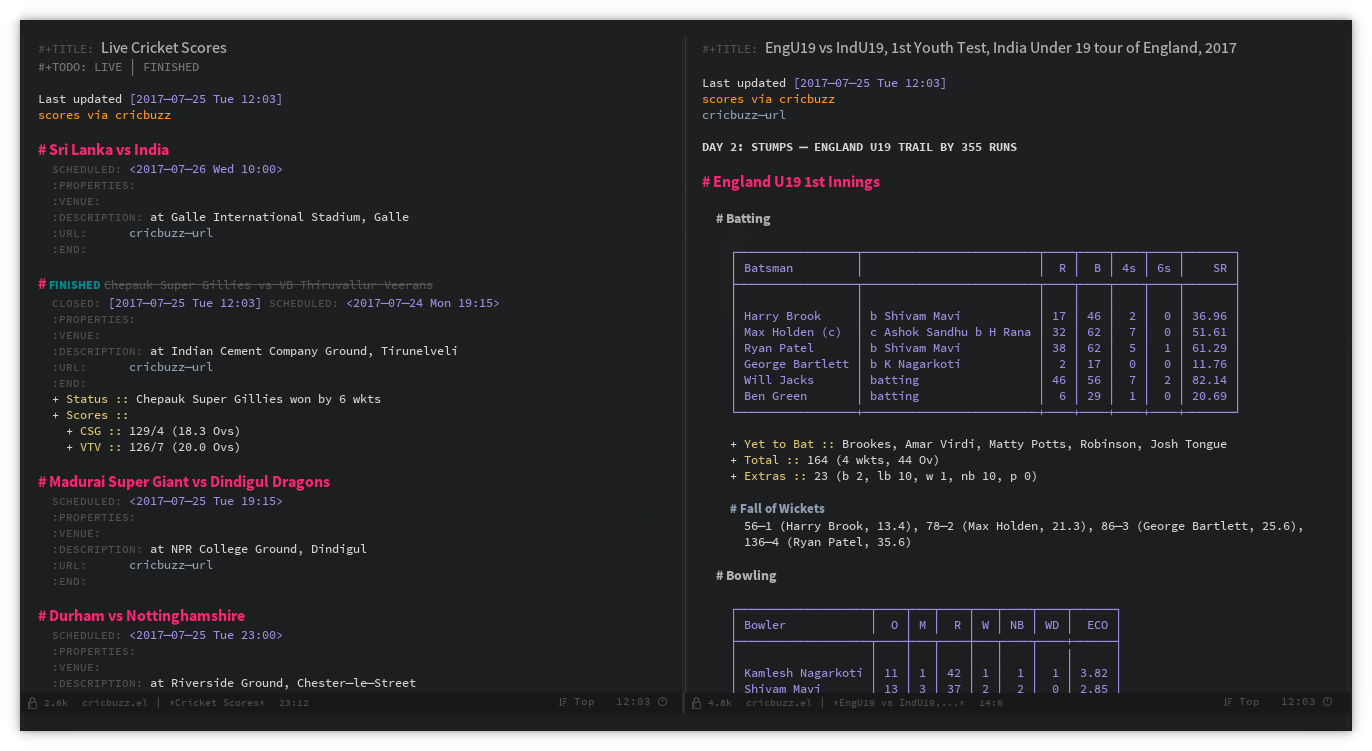 #+TITLE: Live Cricket Scores
#+TODO: LIVE | FINISHED
Last updated [2017-07-25 Tue 12:03]
scores via cricbuzz
# Sri Lanka vs India
SCHEDULED: <2017-07-26 Wed 10:00>
:PROPERTIES:
:VENUE:
:DESCRIPTION: at Galle International Stadium, Galle
:URL: cricbuzz-url
:END:
# FINISHED Chepauk Super Gillies vs VB Thiruvallur Veerans
CLOSED: [2017-07-25 Tue 12:03] SCHEDULED: <2017-07-24 Mon 19:15>
:PROPERTIES:
:VENUE:
:DESCRIPTION: at Indian Cement Company Ground, Tirunelveli
:URL: cricbuzz-url
:END:
+ Status :: Chepauk Super Gillies won by 6 wkts
+ Scores ::
+ CSG :: 129/4 (18.3 Ovs)
+ VTV :: 126/7 (20.0 Ovs)
# Madurai Super Giant vs Dindigul Dragons
SCHEDULED: <2017-07-25 Tue 19:15>
:PROPERTIES:
:VENUE:
:DESCRIPTION: at NPR College Ground, Dindigul
:URL: cricbuzz-url
:END:
# Durham vs Nottinghamshire
SCHEDULED: <2017-07-25 Tue 23:00>
:PROPERTIES:
:VENUE:
:DESCRIPTION: at Riverside Ground, Chester-le-Street
2.6k cricbuzz.el | *Cricket Scores* 23:12 Top 12:03
#+TITLE: EngU19 vs IndU19, 1st Youth Test, India Under 19 tour of England, 2017
Last updated [2017-07-25 Tue 12:03]
scores via cricbuzz
cricbuzz-url
DAY 2: STUMPS - ENGLAND U19 TRAIL BY 355 RUNS
# England U19 1st Innings
# Batting
Batsman R B 4s 6s SR
Harry Brook b Shivam Mavi 17 46 2 0 36.96
Max Holden (c) c Ashok Sandhu b H Rana 32 62 7 0 51.61
Ryan Patel b Shivam Mavi 38 62 5 1 61.29
George Bartlett b K Nagarkoti 2 17 0 0 11.76
Will Jacks batting 46 56 7 2 82.14
Ben Green batting 6 29 1 0 20.69
+ Yet to Bat :: Brookes, Amar Virdi, Matty Potts, Robinson, Josh Tongue
+ Total :: 164 (4 wkts, 44 Ov)
+ Extras :: 23 (b 2, lb 10, w 1, nb 10, p 0)
# Fall of Wickets
56-1 (Harry Brook, 13.4), 78-2 (Max Holden, 21.3), 86-3 (George Bartlett, 25.6),
136-4 (Ryan Patel, 35.6)
# Bowling
Bowler O M R W NB WD ECO
Kamlesh Nagarkoti 11 1 42 1 1 1 3.82
Shivam Mavi 13 3 37 2 2 0 2.85
4.8k cricbuzz.el | *EngU19 vs IndU19,...* 14:6 Top 12:03